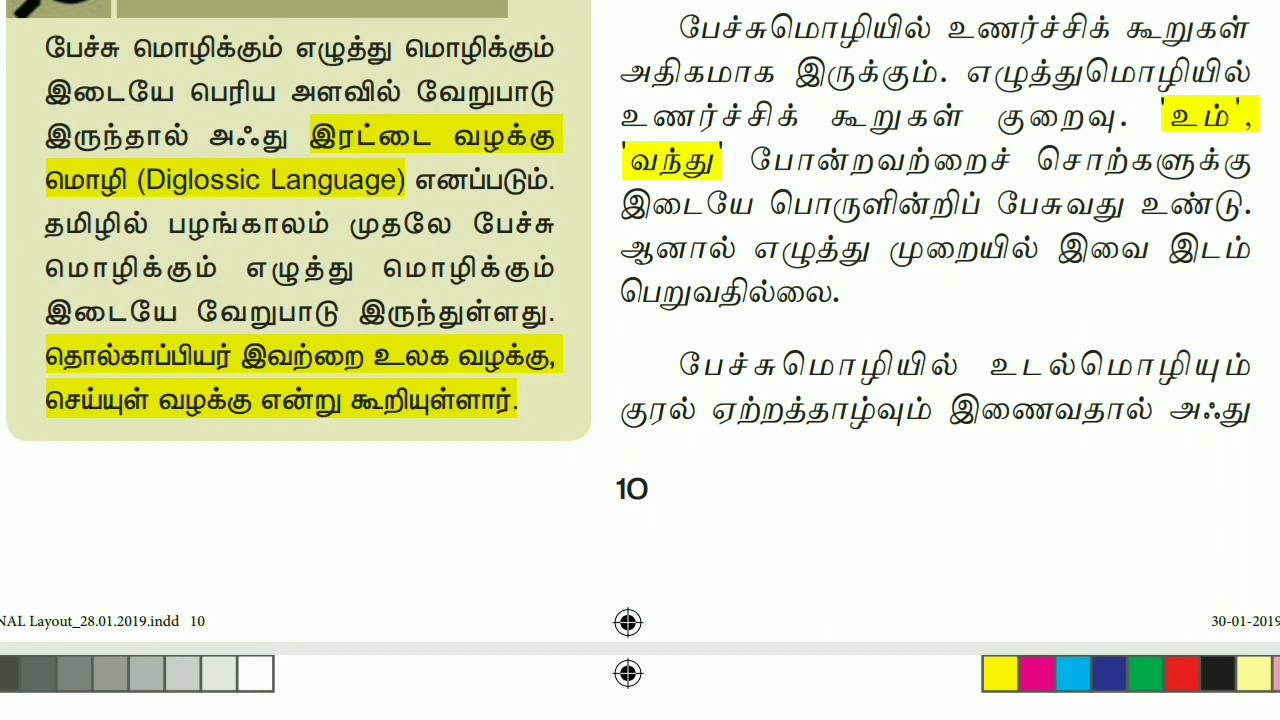 பேச்சு மொழிக்கும் எழுத்து மொழிக்கும்
இடையே பெரிய அளவில் வேறுபாடு
இருந்தால் அஃது இரட்டை வழக்கு
மொழி (Diglossic Language) எனப்படும்.
தமிழில் பழங்காலம் முதலே பேச்சு
மொழிக்கும் எழுத்து மொழிக்கும்
இடையே வேறுபாடு இருந்துள்ளது.
தொல்காப்பியர் இவற்றை உலக வழக்கு,
செய்யுள் வழக்கு என்று கூறியுள்ளார்.
பேச்சுமொழியில் உணர்ச்சிக் கூறுகள்
அதிகமாக இருக்கும். எழுத்துமொழியில்
உணர்ச்சிக் கூறுகள் குறைவு. 'உம்',
'வந்து' போன்றவற்றைச் சொற்களுக்கு
இடையே பொருளின்றிப் பேசுவது உண்டு.
ஆனால் எழுத்து முறையில் இவை இடம்
பெறுவதில்லை.
பேச்சுமொழியில் உடல்மொழியும்
குரல் ஏற்றத்தாழ்வும் இணைவதால் அஃது
10
NAL Layout_28.01.2019.indd 10
30-01-2019